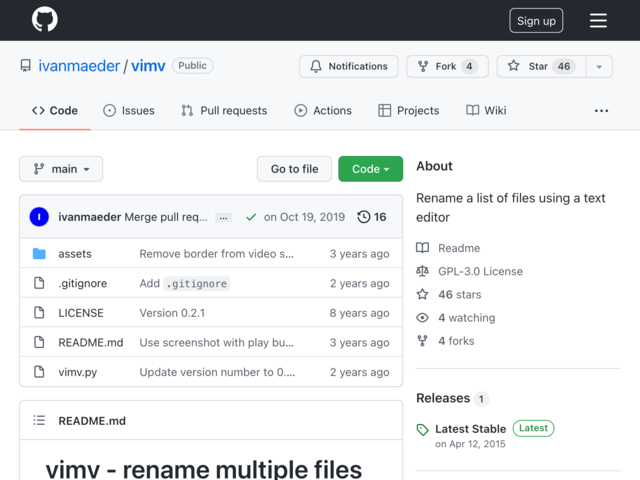 Sign up
ivanmaeder / vimv Public
Notifications Fork 4 Star 46
Code Issues Pull requests Actions Projects Wiki ...
main Go to file Code
ivanmaeder Merge pull req... ... on Oct 19, 2019 16
assets Remove border from video s... 3 years ago
.gitignore Add .gitignore 2 years ago
LICENSE Version 0.2.1 8 years ago
README.md Use screenshot with play bu... 3 years ago
vimv.py Update version number to 0.... 2 years ago
README.md
vimv - rename multiple files
About
Rename a list of files using a text
editor
Readme
GPL-3.0 License
46 stars
4 watching
4 forks
Releases 1
Latest Stable Latest
on Apr 12, 2015